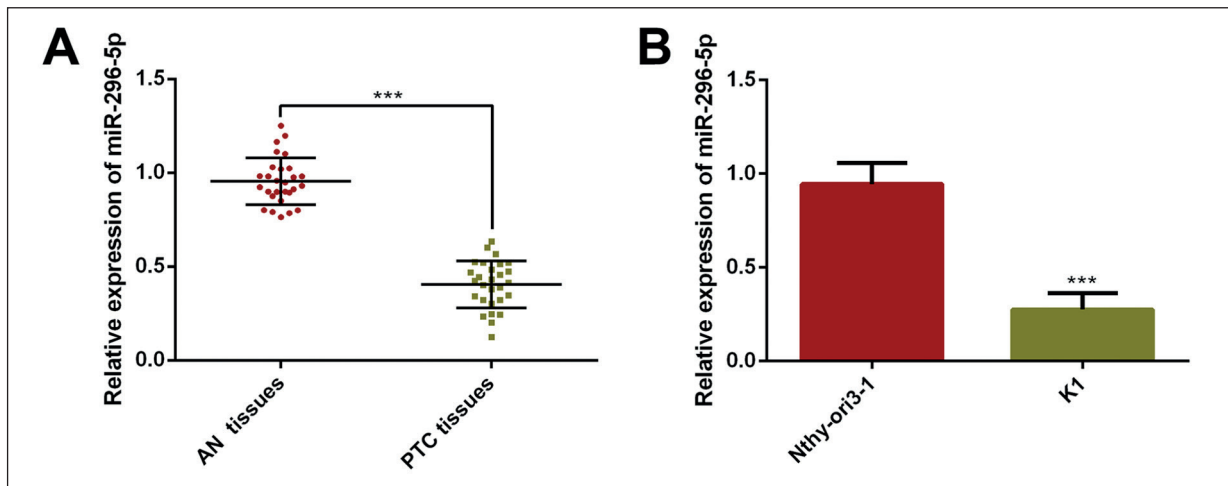 A
Relative expression of miR-296-5p
1.5
1.0
0.5
0.0
***
AN tissues
PTC tissues
B
Relative expression of miR-296-5p
1.5
1.0
0.5
0.0
***
Nthy-ori3-1
K1